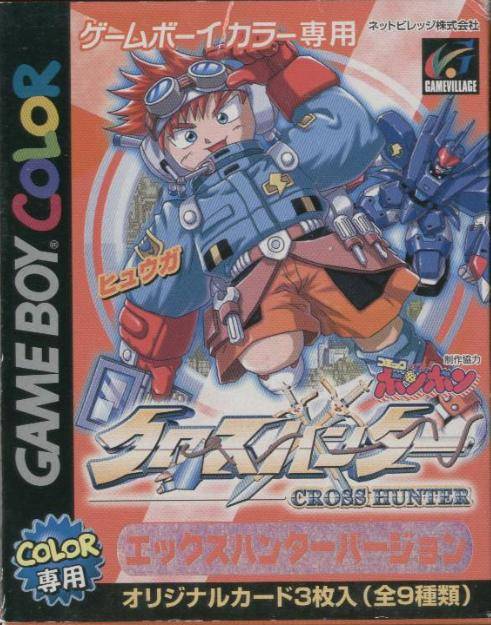 ゲームボーイカラー専用
ネットビレッジ株式会社
GAMEVILLAGE
GAME BOY® COLOR
ヒュウガ
制作協力
コミック
ボンボン
クロスハンター
CROSS HUNTER
エックスハンターバージョン
COLOR
専用
オリジナルカード3枚入(全9種類)